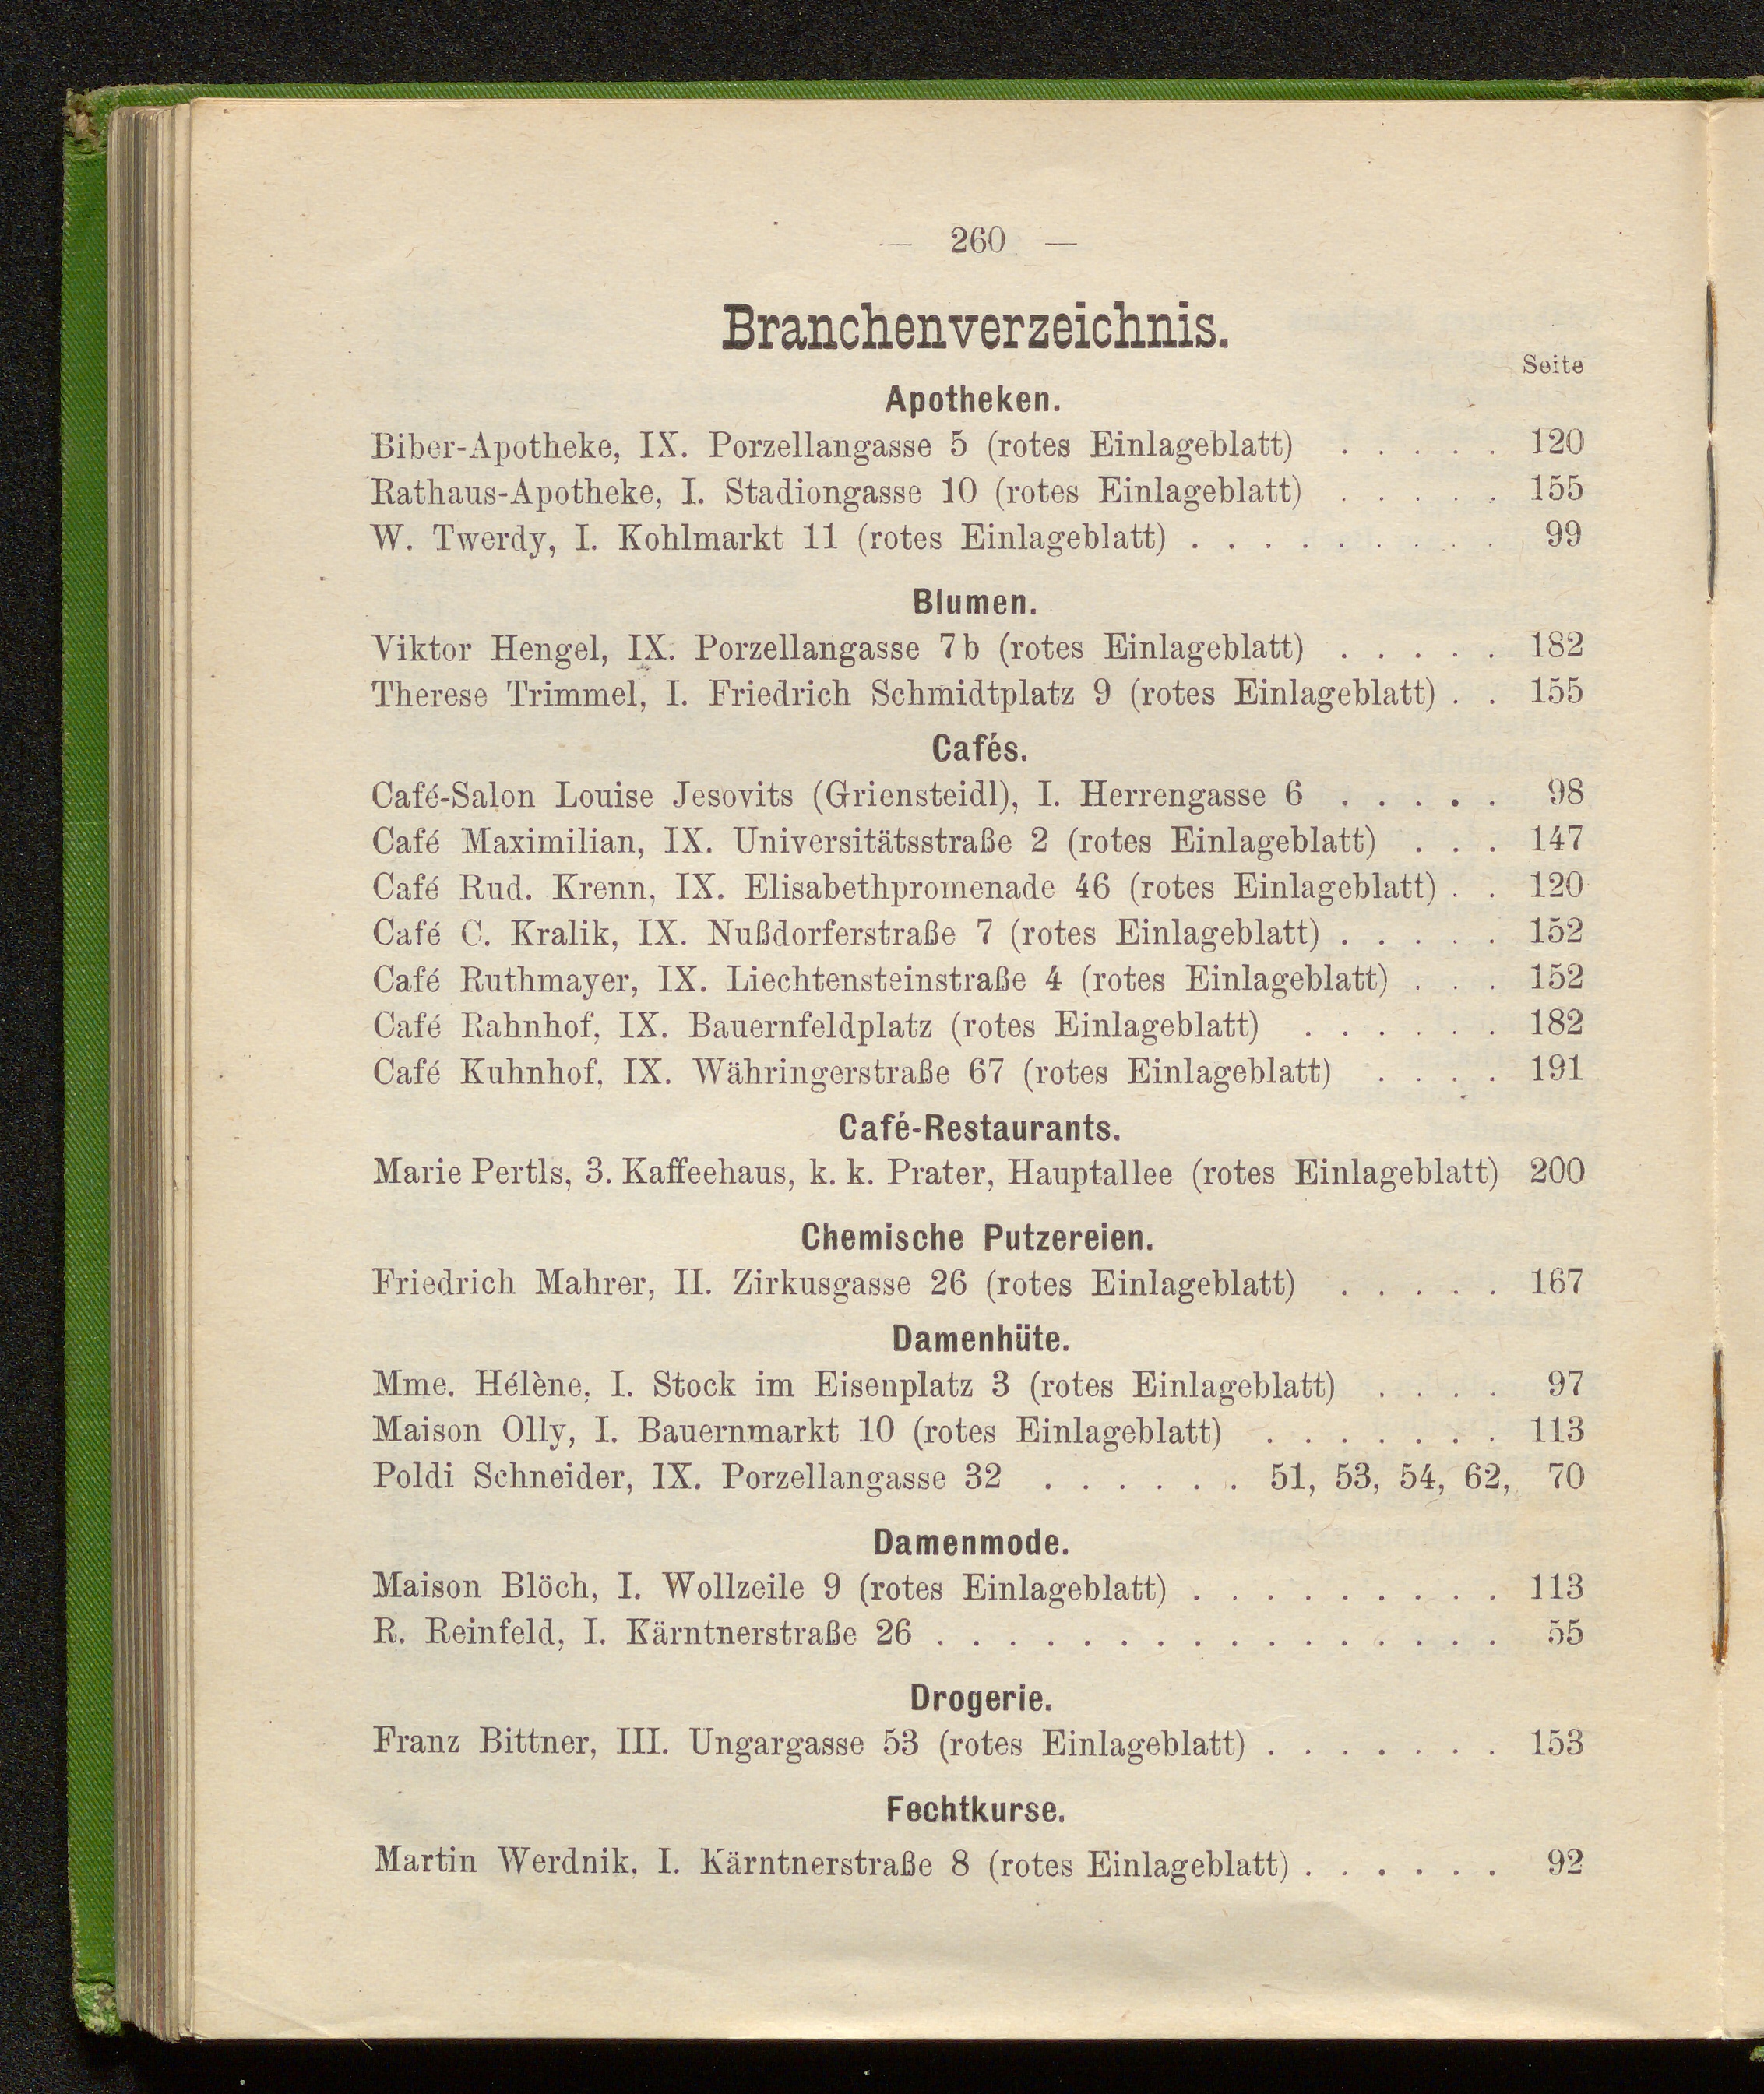 — 260 —
Branchenverzeichnis.
Seite
Apotheken.
Biber-Apotheke, IX. Porzellangasse 5 (rotes Einlageblatt) . . . . . 120
Rathaus-Apotheke, I. Stadiongasse 10 (rotes Einlageblatt) . . . . . 155
W. Twerdy, I. Kohlmarkt 11 (rotes Einlageblatt) . . . . . . . . . 99
Blumen.
Viktor Hengel, IX. Porzellangasse 7b (rotes Einlageblatt) . . . . . 182
Therese Trimmel, I. Friedrich Schmidtplatz 9 (rotes Einlageblatt) . . 155
Cafés.
Café-Salon Louise Jesovits (Griensteidl), I. Herrengasse 6 . . . . . 98
Café Maximilian, IX. Universitätsstraße 2 (rotes Einlageblatt) . . . 147
Café Rud. Krenn, IX. Elisabethpromenade 46 (rotes Einlageblatt) . . 120
Café C. Kralik, IX. Nußdorferstraße 7 (rotes Einlageblatt) . . . . . 152
Café Ruthmayer, IX. Liechtensteinstraße 4 (rotes Einlageblatt) . . . 152
Café Rahnhof, IX. Bauernfeldplatz (rotes Einlageblatt) . . . . . . 182
Café Kuhnhof, IX. Währingerstraße 67 (rotes Einlageblatt) . . . . 191
Café-Restaurants.
Marie Pertls, 3. Kaffeehaus, k. k. Prater, Hauptallee (rotes Einlageblatt) 200
Chemische Putzereien.
Friedrich Mahrer, II. Zirkusgasse 26 (rotes Einlageblatt) . . . . . 167
Damenhüte.
Mme. Hélène, I. Stock im Eisenplatz 3 (rotes Einlageblatt) . . . . 97
Maison Olly, I. Bauernmarkt 10 (rotes Einlageblatt) . . . . . . . 113
Poldi Schneider, IX. Porzellangasse 32 . . . . . . 51, 53, 54, 62, 70
Damenmode.
Maison Blöch, I. Wollzeile 9 (rotes Einlageblatt) . . . . . . . . . 113
R. Reinfeld, I. Kärntnerstraße 26 . . . . . . . . . . . . . . . . 55
Drogerie.
Franz Bittner, III. Ungargasse 53 (rotes Einlageblatt) . . . . . . . 153
Fechtkurse.
Martin Werdnik, I. Kärntnerstraße 8 (rotes Einlageblatt) . . . . . . 92